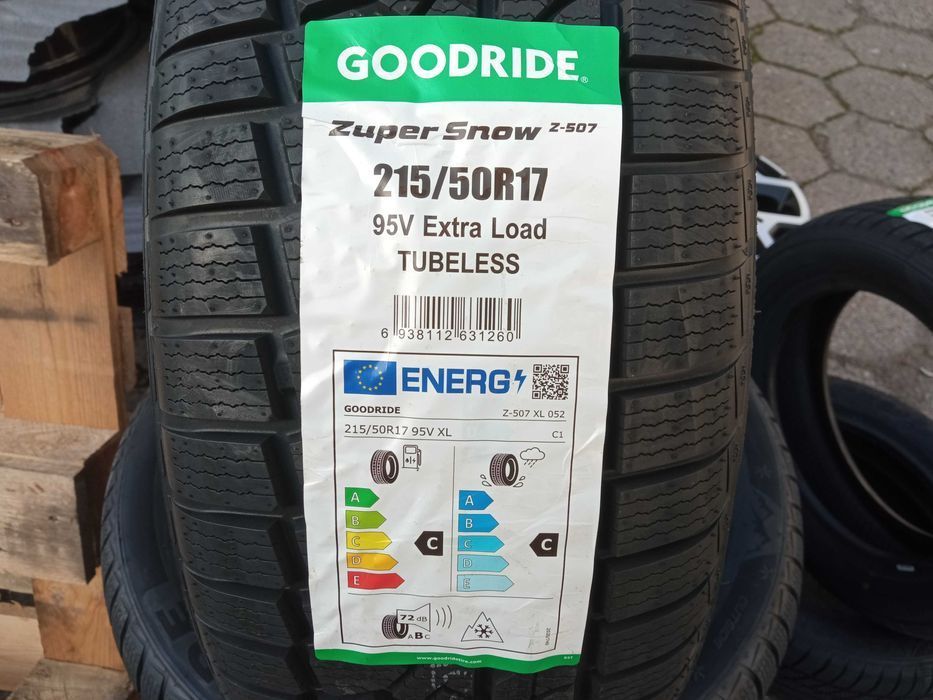 GOODRIDE®
Zuper Snow Z-507
215/50R17
95V Extra Load
TUBELESS
6 938112 631260
ENERG
GOODRIDE Z-507 XL 052
215/50R17 95V XL C1
A A
B B
C C C C
D D
E E
72 dB
ABC
www.goodridetire.com